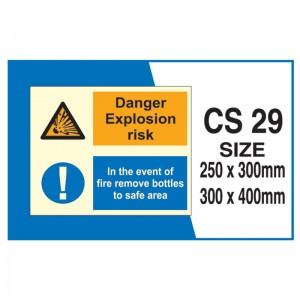 Danger
Explosion
risk
In the event of
fire remove bottles
to safe area
CS 29
SIZE
250 x 300mm
300 x 400mm